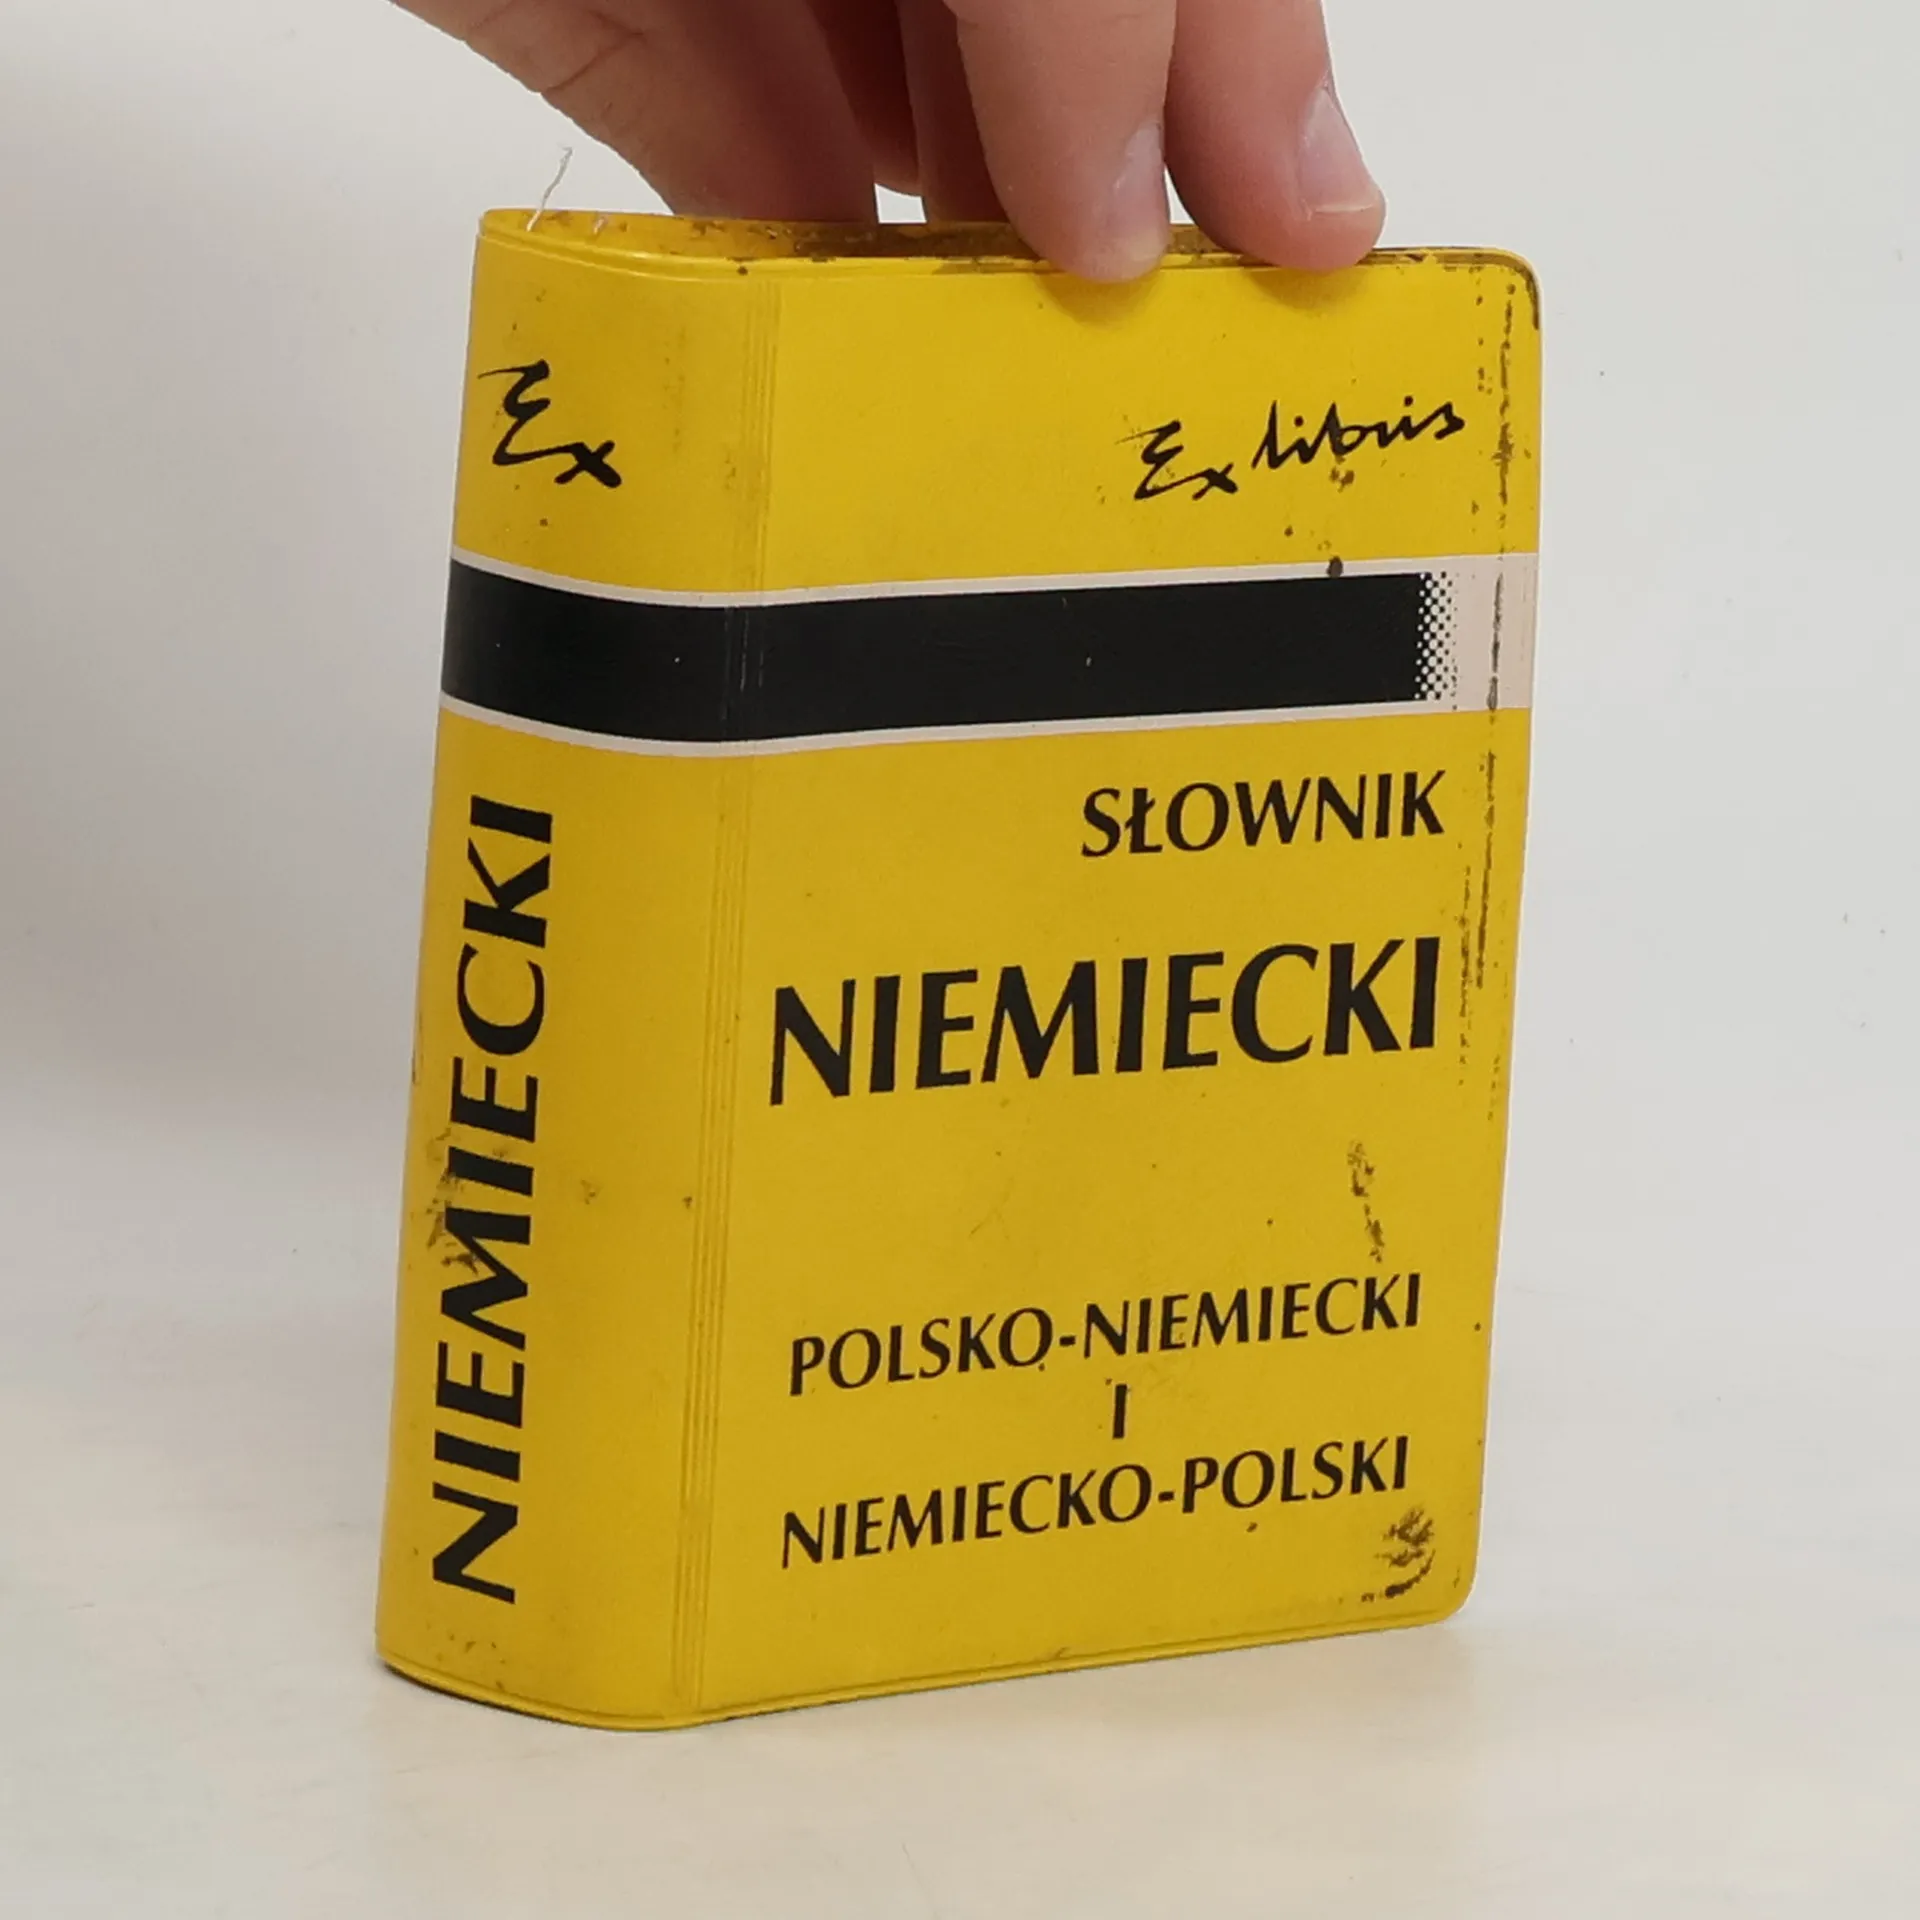 Ex
NIEMIECKI
Ex libris
SŁOWNIK
NIEMIECKI
POLSKO-NIEMIECKI
I
NIEMIECKO-POLSKI